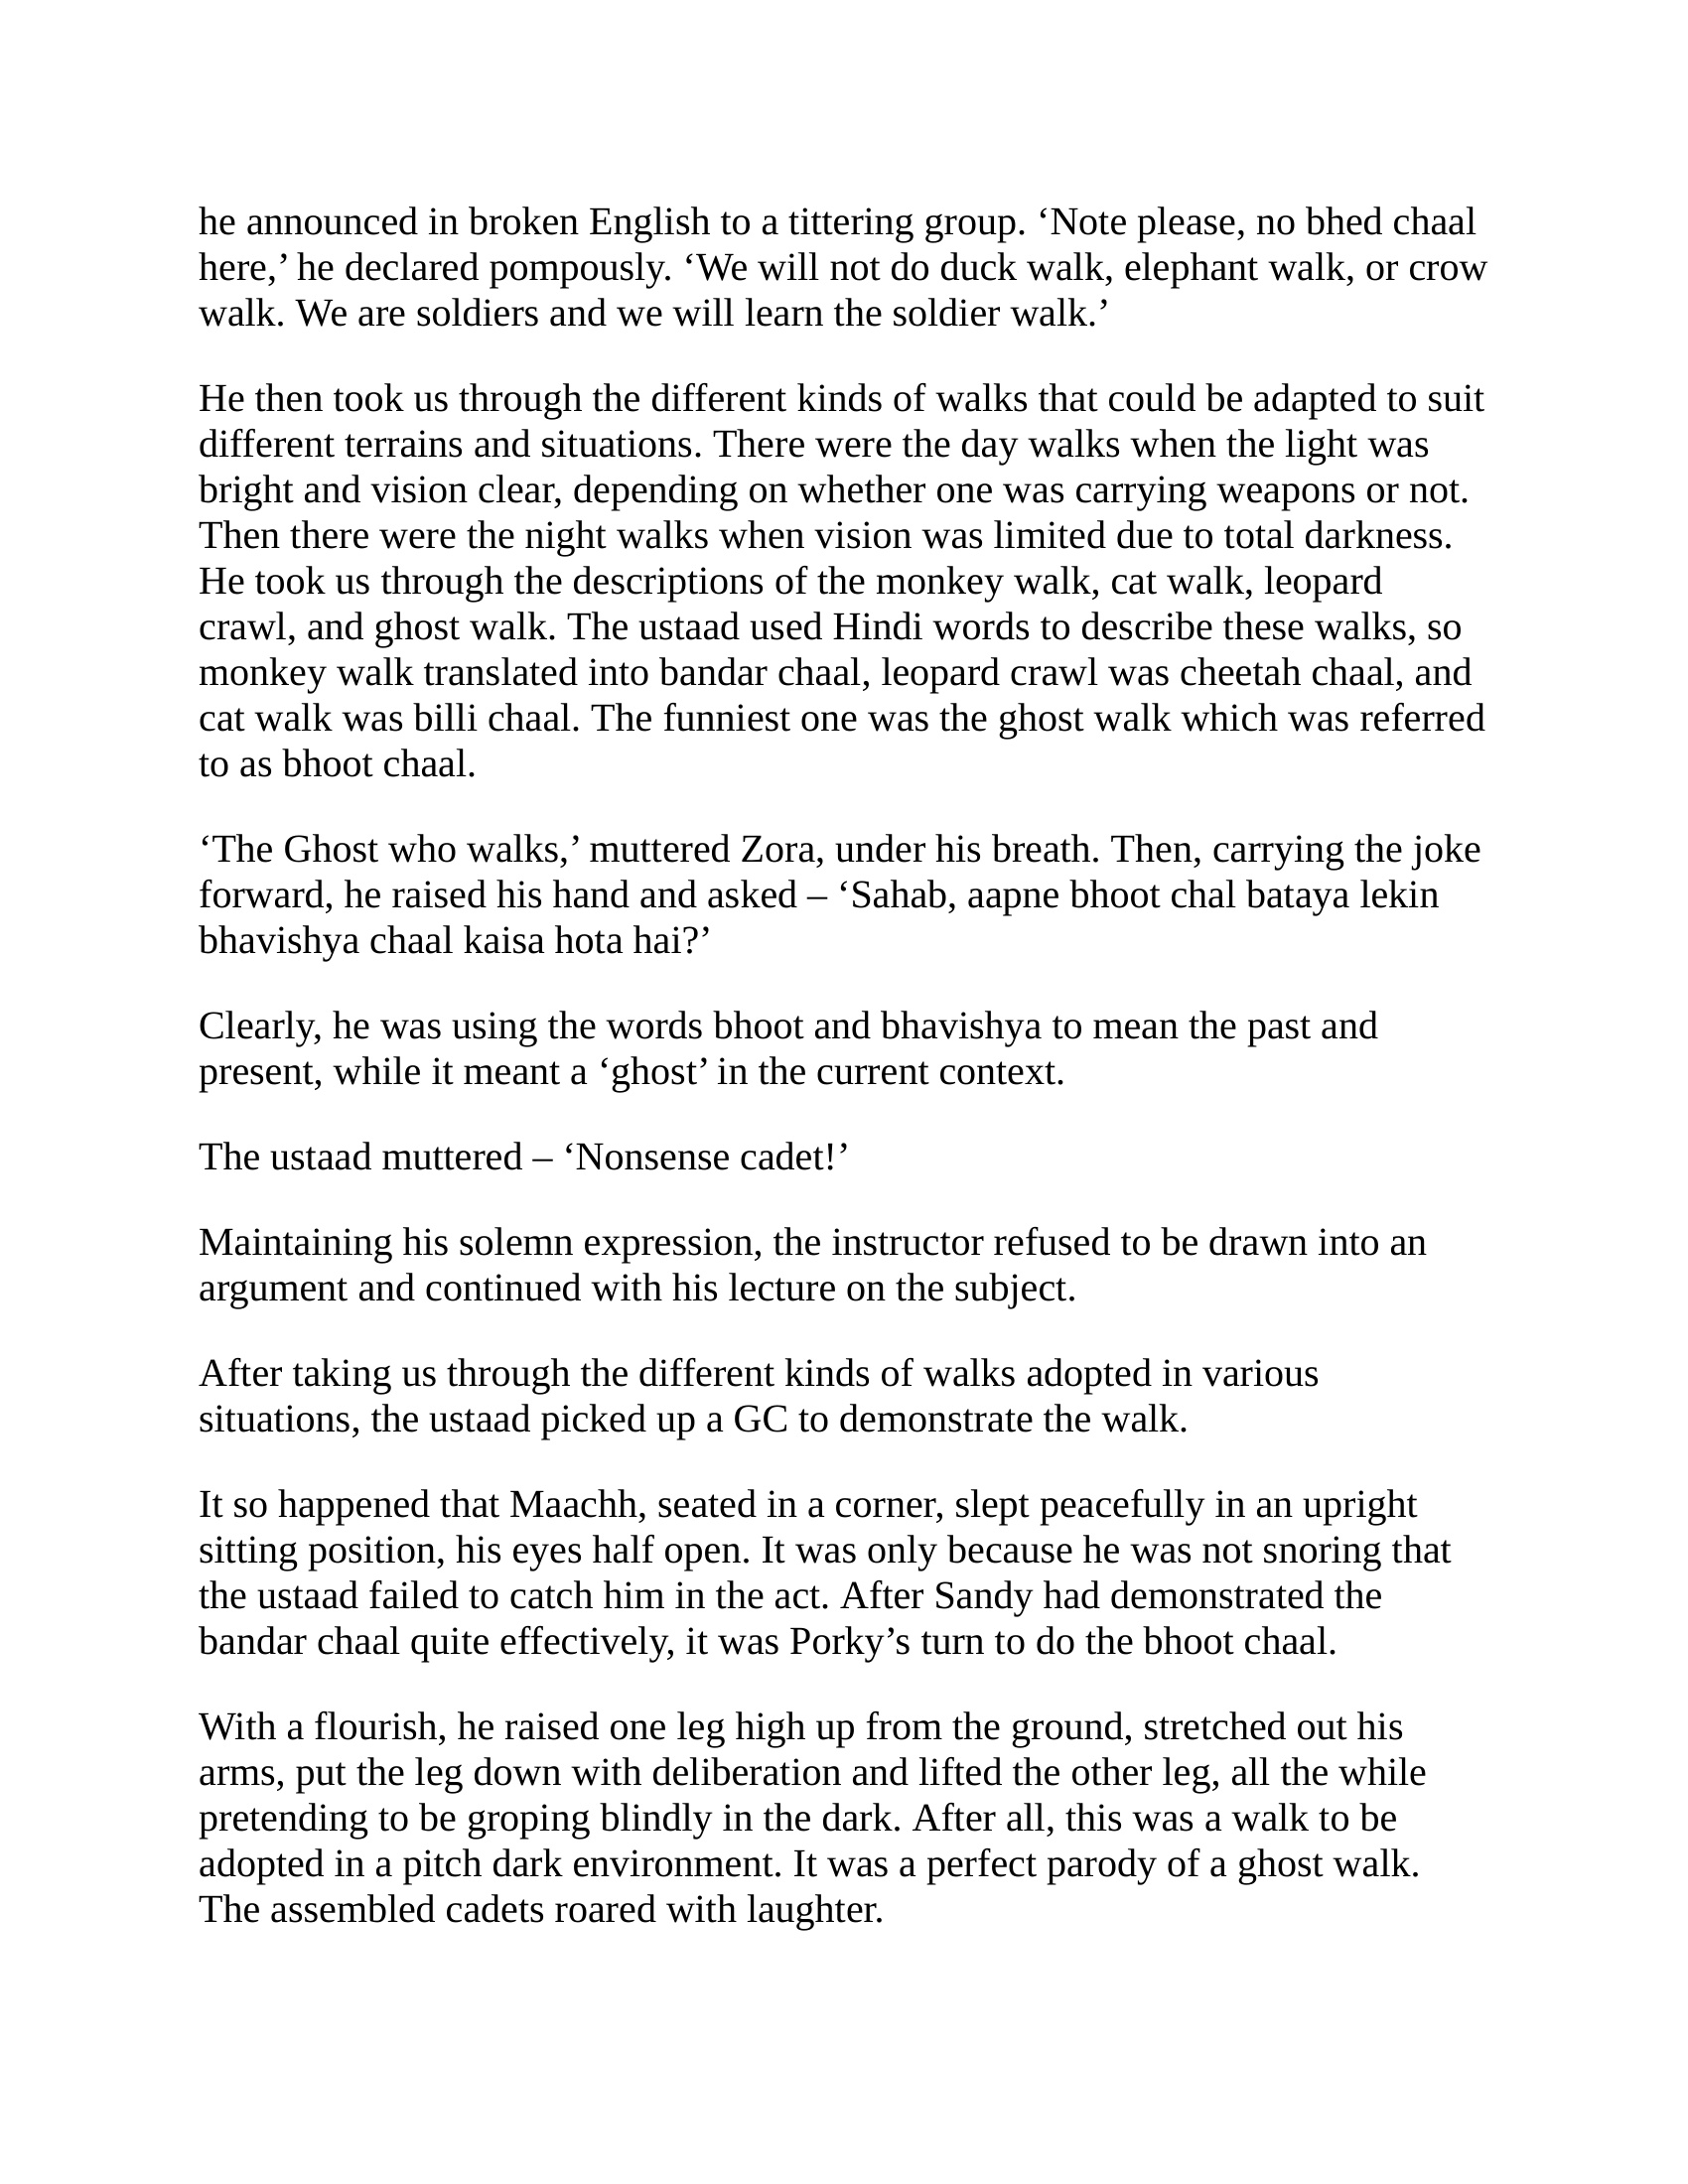 he announced in broken English to a tittering group. ‘Note please, no bhed chaal
here,’ he declared pompously. ‘We will not do duck walk, elephant walk, or crow
walk. We are soldiers and we will learn the soldier walk.’
He then took us through the different kinds of walks that could be adapted to suit
different terrains and situations. There were the day walks when the light was
bright and vision clear, depending on whether one was carrying weapons or not.
Then there were the night walks when vision was limited due to total darkness.
He took us through the descriptions of the monkey walk, cat walk, leopard
crawl, and ghost walk. The ustaad used Hindi words to describe these walks, so
monkey walk translated into bandar chaal, leopard crawl was cheetah chaal, and
cat walk was billi chaal. The funniest one was the ghost walk which was referred
to as bhoot chaal.
‘The Ghost who walks,’ muttered Zora, under his breath. Then, carrying the joke
forward, he raised his hand and asked – ‘Sahab, aapne bhoot chal bataya lekin
bhavishya chaal kaisa hota hai?’
Clearly, he was using the words bhoot and bhavishya to mean the past and
present, while it meant a ‘ghost’ in the current context.
The ustaad muttered – ‘Nonsense cadet!’
Maintaining his solemn expression, the instructor refused to be drawn into an
argument and continued with his lecture on the subject.
After taking us through the different kinds of walks adopted in various
situations, the ustaad picked up a GC to demonstrate the walk.
It so happened that Maachh, seated in a corner, slept peacefully in an upright
sitting position, his eyes half open. It was only because he was not snoring that
the ustaad failed to catch him in the act. After Sandy had demonstrated the
bandar chaal quite effectively, it was Porky’s turn to do the bhoot chaal.
With a flourish, he raised one leg high up from the ground, stretched out his
arms, put the leg down with deliberation and lifted the other leg, all the while
pretending to be groping blindly in the dark. After all, this was a walk to be
adopted in a pitch dark environment. It was a perfect parody of a ghost walk.
The assembled cadets roared with laughter.